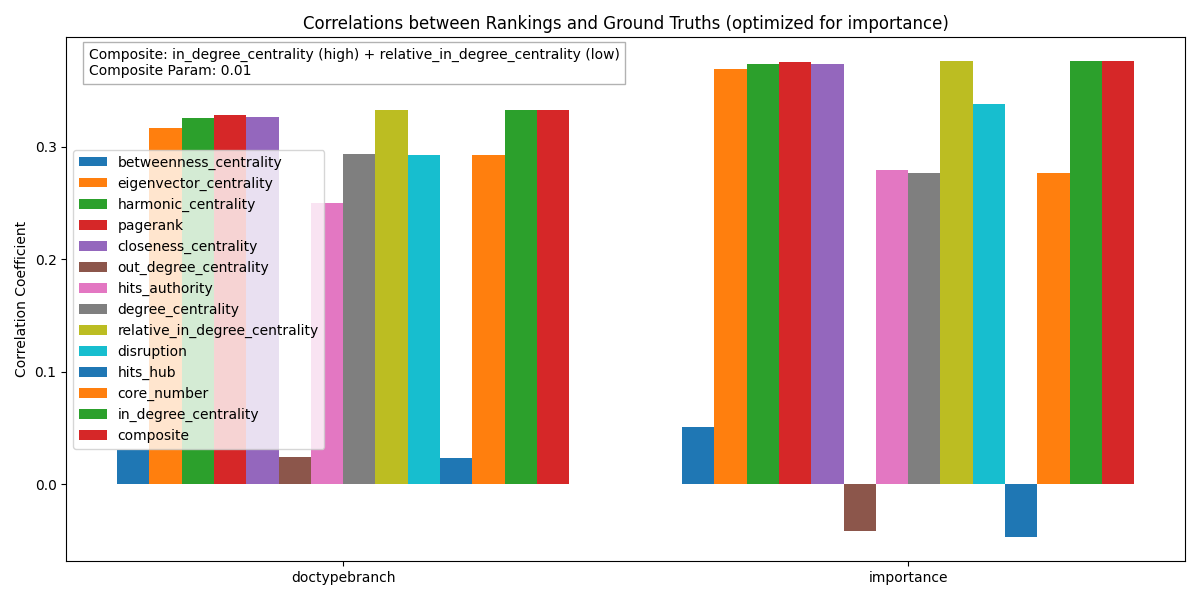 Correlations between Rankings and Ground Truths (optimized for importance)
Composite: in_degree_centrality (high) + relative_in_degree_centrality (low)
Composite Param: 0.01
Correlation Coefficient
0.3
0.2
0.1
0.0
betweenness_centrality
eigenvector_centrality
harmonic_centrality
pagerank
closeness_centrality
out_degree_centrality
hits_authority
degree_centrality
relative_in_degree_centrality
disruption
hits_hub
core_number
in_degree_centrality
composite
doctypebranch
importance